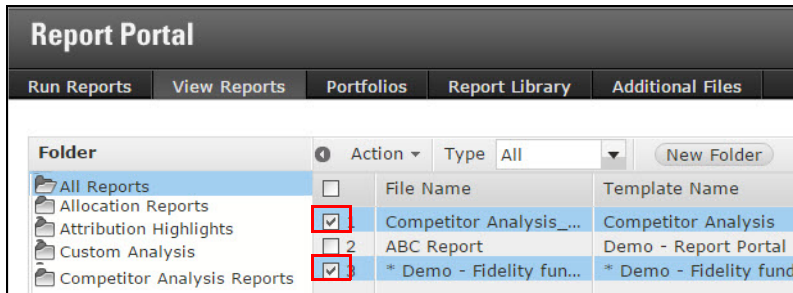 Report Portal
Run Reports View Reports Portfolios Report Library Additional Files
Folder Action Type All New Folder
All Reports File Name Template Name
Allocation Reports
Attribution Highlights 1 Competitor Analysis_... Competitor Analysis
Custom Analysis 2 ABC Report Demo - Report Portal
Competitor Analysis Reports 3 * Demo - Fidelity fun... * Demo - Fidelity fund